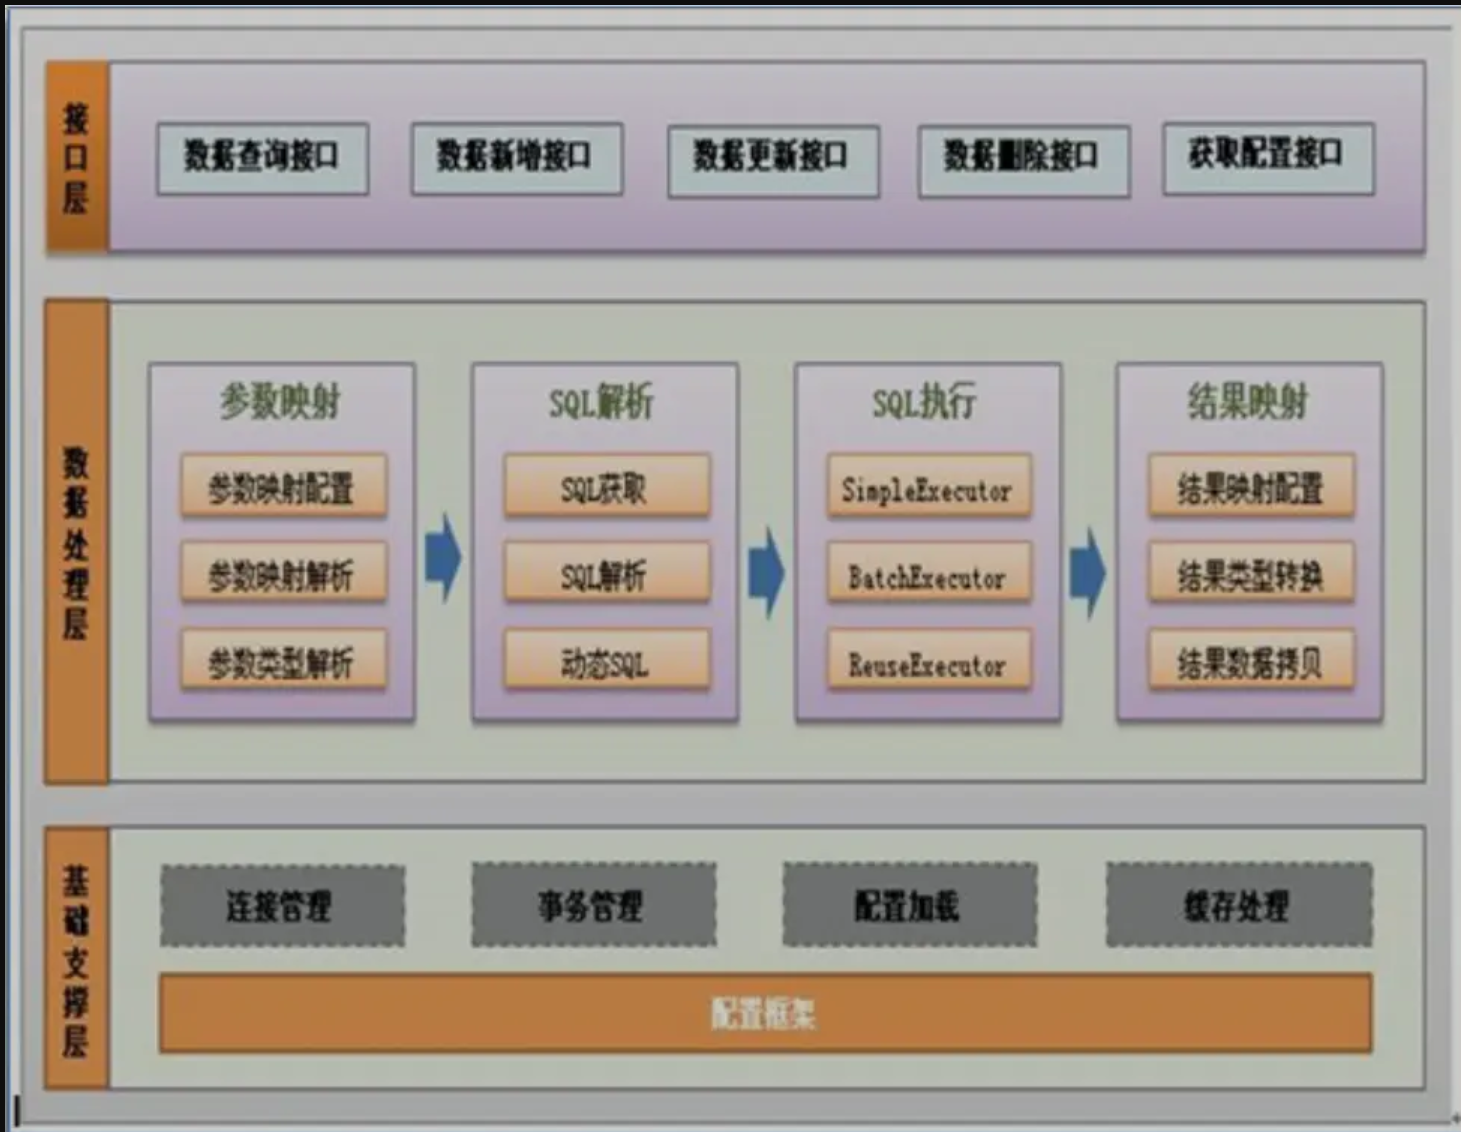 接口层
数据查询接口
数据新增接口
数据更新接口
数据删除接口
获取配置接口
数据处理层
参数映射
参数映射配置
参数映射解析
参数类型解析
SQL解析
SQL获取
SQL解析
动态SQL
SQL执行
SimpleExecutor
BatchExecutor
ReuseExecutor
结果映射
结果映射配置
结果类型转换
结果数据拷贝
基础支撑层
连接管理
事务管理
配置加载
缓存处理
配置框架